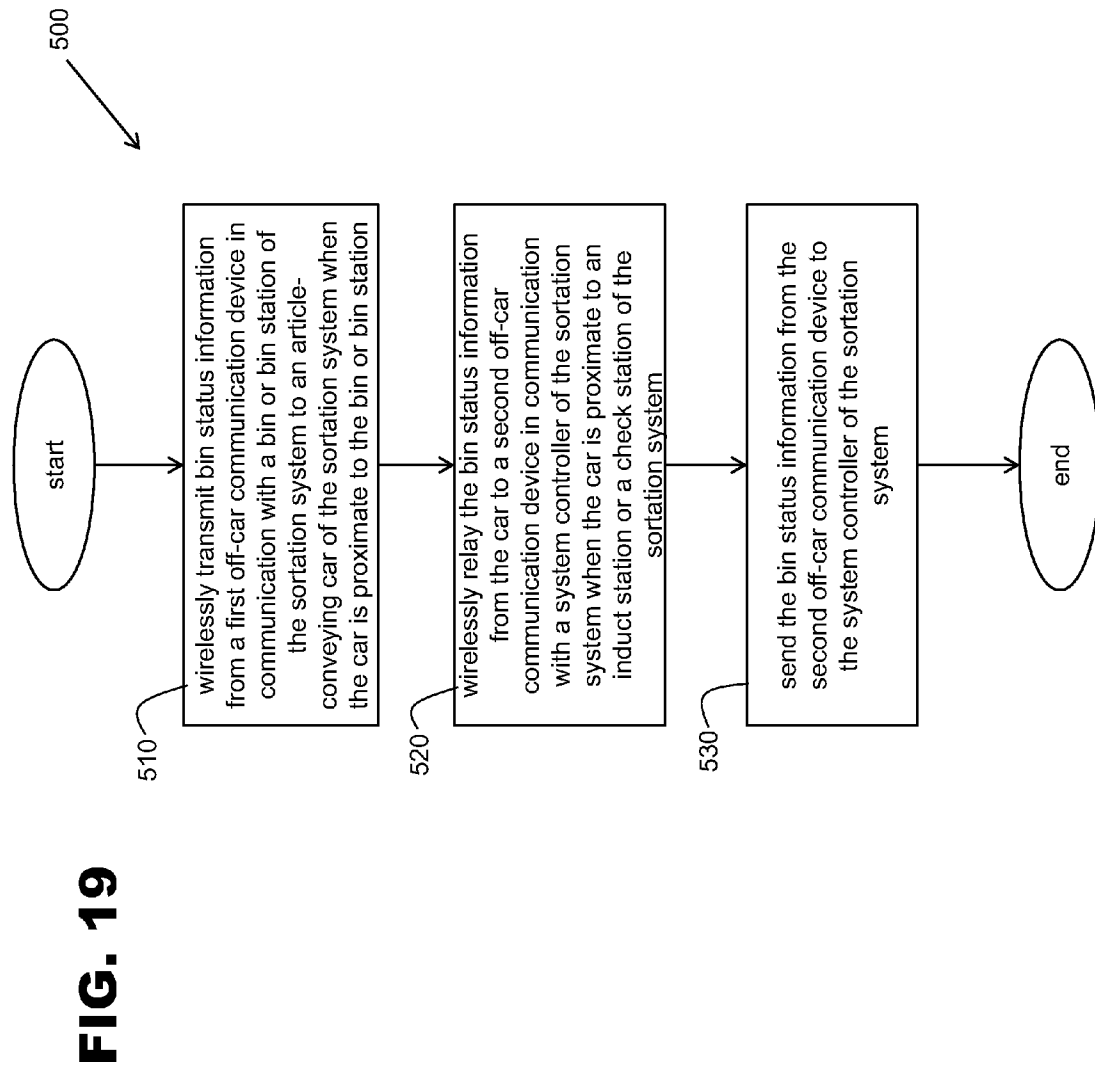 FIG. 19
500
start
510
wirelessly transmit bin status information
from a first off-car communication device in
communication with a bin or bin station of
the sortation system to an article-
conveying car of the sortation system when
the car is proximate to the bin or bin station
520
wirelessly relay the bin status information
from the car to a second off-car
communication device in communication
with a system controller of the sortation
system when the car is proximate to an
induct station or a check station of the
sortation system
530
send the bin status information from the
second off-car communication device to
the system controller of the sortation
system
end